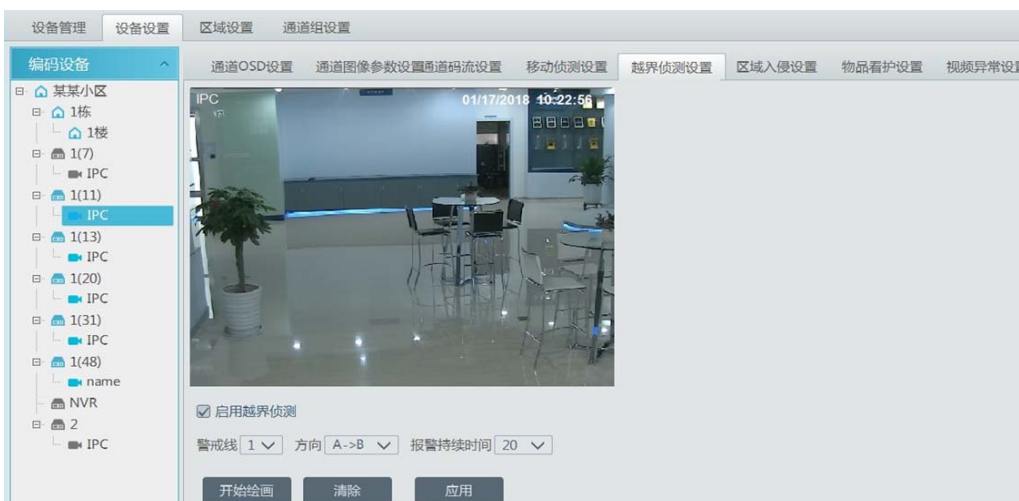 设备管理 设备设置 区域设置 通道组设置
编码设备
通道OSD设置 通道图像参数设置 通道码流设置 移动侦测设置 越界侦测设置 区域入侵设置 物品看护设置 视频异常设
某某小区
1栋
1楼
1(7)
IPC
1(11)
IPC
1(13)
IPC
1(20)
IPC
1(31)
IPC
1(48)
name
NVR
2
IPC
IPC 01/17/2018 10:22:56
启用越界侦测
警戒线 1 方向 A->B 报警持续时间 20
开始绘画 清除 应用